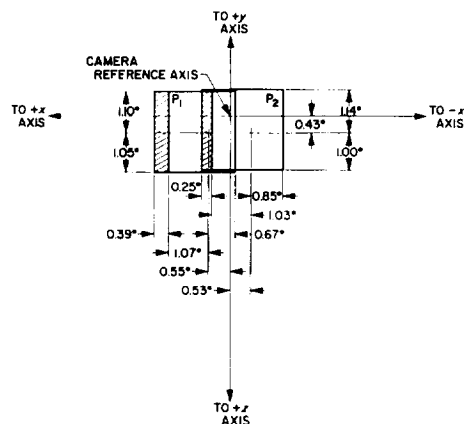 TO +y
AXIS
CAMERA
REFERENCE AXIS
P1
P2
TO +x
AXIS
TO -x
AXIS
1.10°
1.14°
0.43°
1.05°
1.00°
0.25°
0.85°
1.03°
0.39°
0.67°
1.07°
0.55°
0.53°
TO +x
AXIS